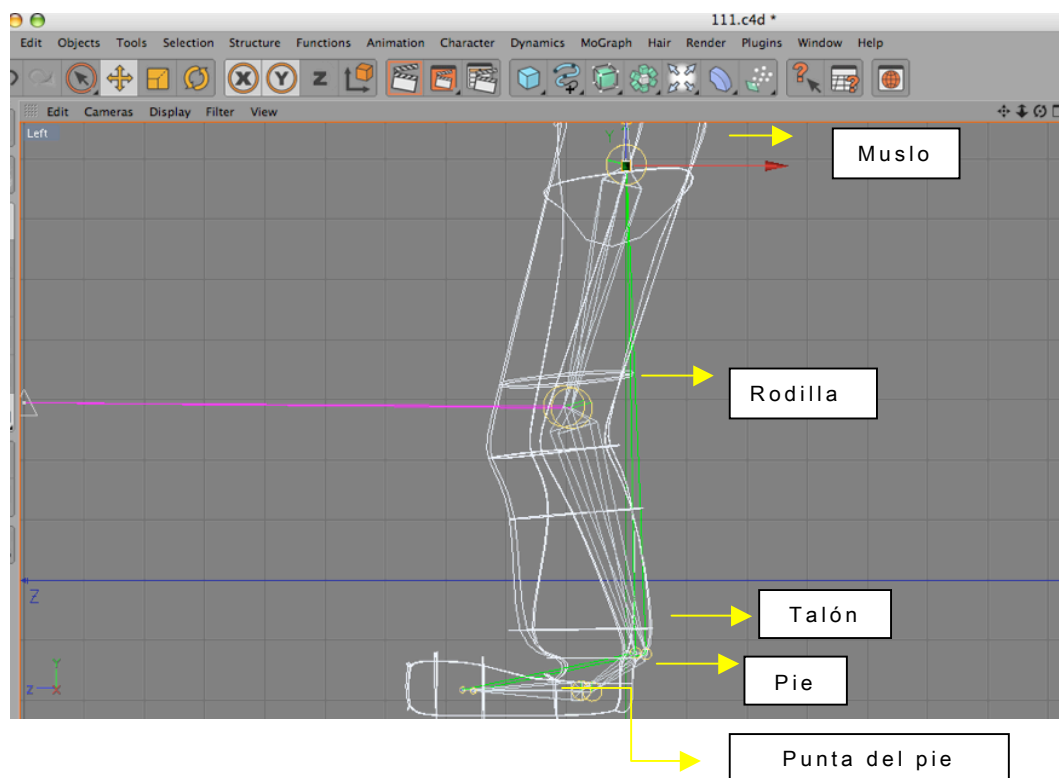 111.c4d *
Edit Objects Tools Selection Structure Functions Animation Character Dynamics MoGraph Hair Render Plugins Window Help
X Y Z
Edit Cameras Display Filter View
Left
Y
Muslo
Rodilla
Z
Talón
Y
Z X
Pie
Punta del pie